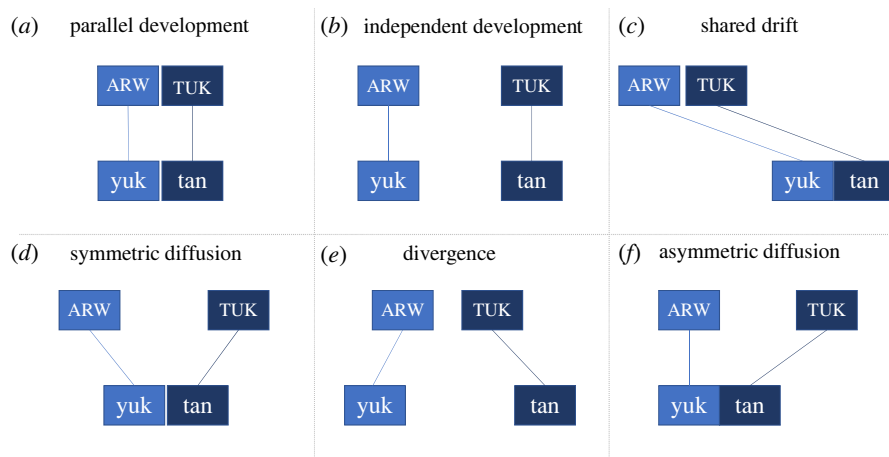 (a) parallel development
ARW TUK
yuk tan
(b) independent development
ARW TUK
yuk tan
(c) shared drift
ARW TUK
yuk tan
(d) symmetric diffusion
ARW TUK
yuk tan
(e) divergence
ARW TUK
yuk tan
(f) asymmetric diffusion
ARW TUK
yuk tan